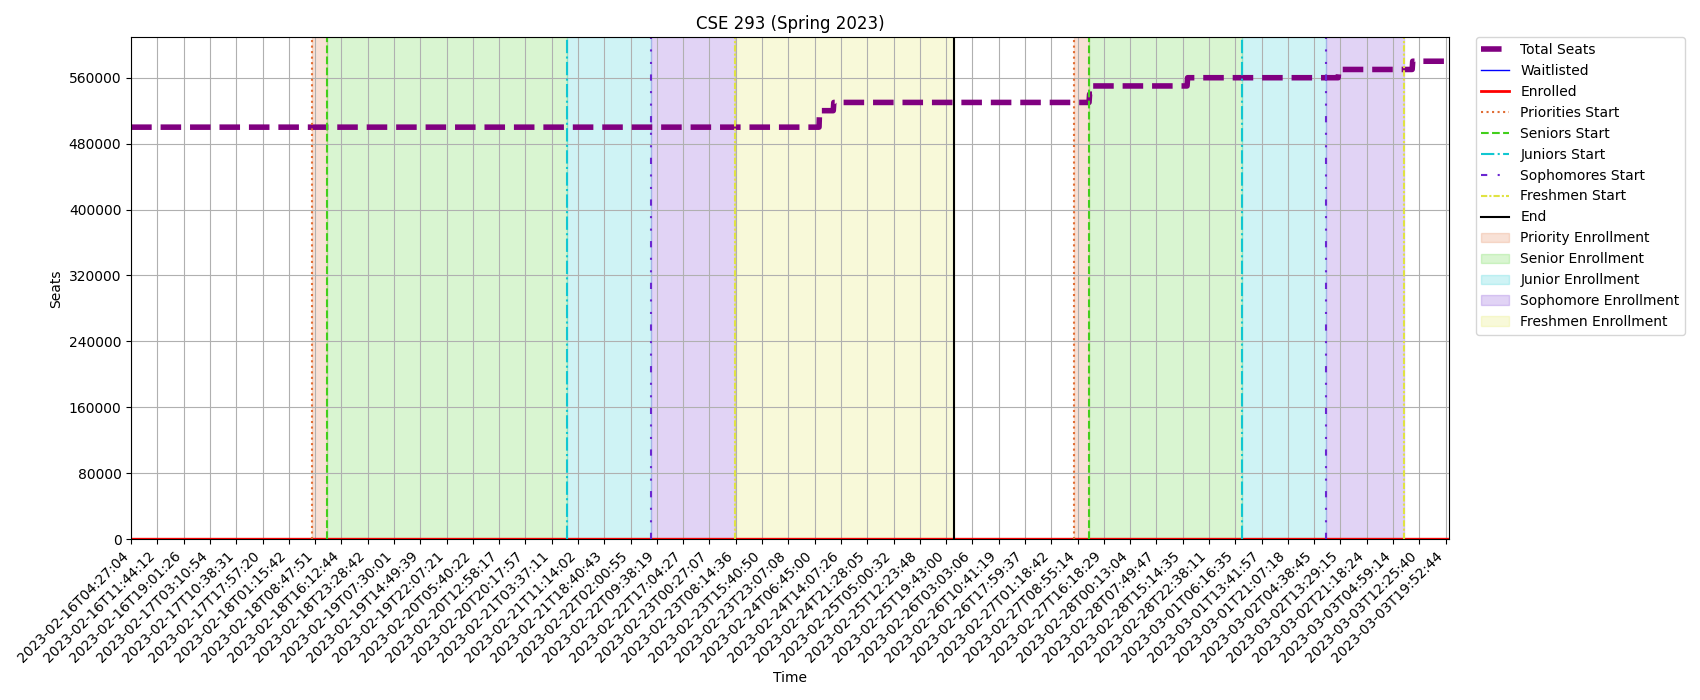 CSE 293 (Spring 2023)
560000
480000
400000
320000
240000
160000
80000
0
Seats
2023-02-16T04:27:04
2023-02-16T11:44:12
2023-02-16T19:01:26
2023-02-17T03:10:54
2023-02-17T10:38:31
2023-02-17T17:57:20
2023-02-18T01:15:42
2023-02-18T08:47:51
2023-02-18T16:12:44
2023-02-18T23:28:42
2023-02-19T07:30:01
2023-02-19T14:49:39
2023-02-19T22:07:21
2023-02-20T05:40:22
2023-02-20T12:58:17
2023-02-20T20:17:57
2023-02-21T03:37:11
2023-02-21T11:14:02
2023-02-21T18:40:43
2023-02-22T02:00:55
2023-02-22T09:38:19
2023-02-22T17:04:27
2023-02-23T00:27:07
2023-02-23T08:14:36
2023-02-23T15:40:50
2023-02-23T23:07:08
2023-02-24T06:45:00
2023-02-24T14:07:26
2023-02-24T21:28:05
2023-02-25T05:00:32
2023-02-25T12:23:48
2023-02-25T19:43:00
2023-02-26T03:03:06
2023-02-26T10:41:19
2023-02-26T17:59:37
2023-02-27T01:18:42
2023-02-27T08:55:14
2023-02-27T16:18:29
2023-02-28T00:13:04
2023-02-28T07:49:47
2023-02-28T15:14:35
2023-02-28T22:38:11
2023-03-01T06:16:35
2023-03-01T13:41:57
2023-03-01T21:07:18
2023-03-02T04:38:45
2023-03-02T13:29:15
2023-03-02T21:18:24
2023-03-03T04:59:14
2023-03-03T12:25:40
2023-03-03T19:52:44
Time
Total Seats
Waitlisted
Enrolled
Priorities Start
Seniors Start
Juniors Start
Sophomores Start
Freshmen Start
End
Priority Enrollment
Senior Enrollment
Junior Enrollment
Sophomore Enrollment
Freshmen Enrollment